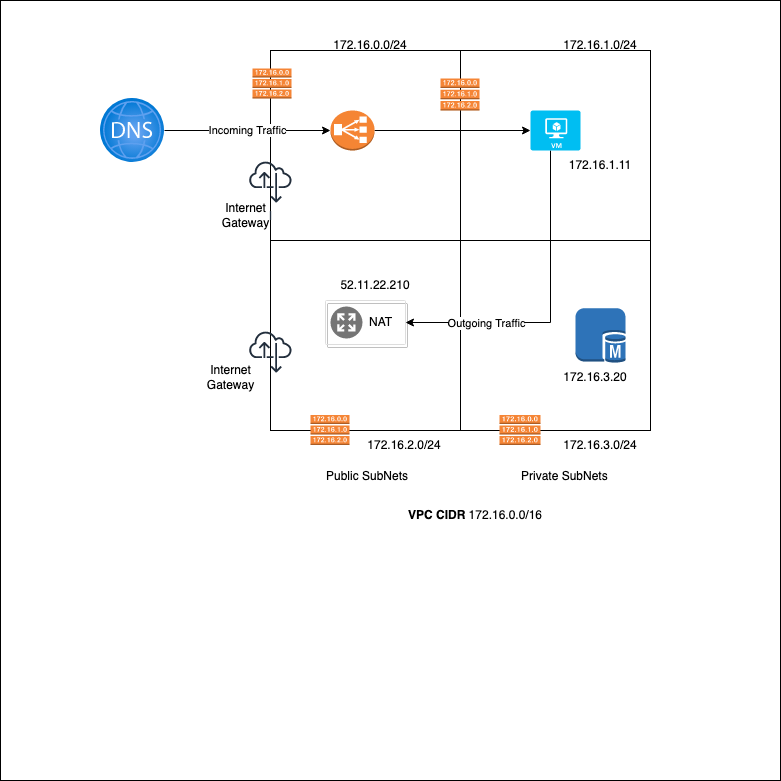 172.16.0.0/24
172.16.1.0/24
172.16.0.0
172.16.1.0
172.16.2.0
172.16.0.0
172.16.1.0
172.16.2.0
DNS
Incoming Traffic
VM
172.16.1.11
Internet
Gateway
52.11.22.210
NAT
Outgoing Traffic
M
Internet
Gateway
172.16.3.20
172.16.0.0
172.16.1.0
172.16.2.0
172.16.0.0
172.16.1.0
172.16.2.0
172.16.2.0/24
172.16.3.0/24
Public SubNets
Private SubNets
VPC CIDR 172.16.0.0/16